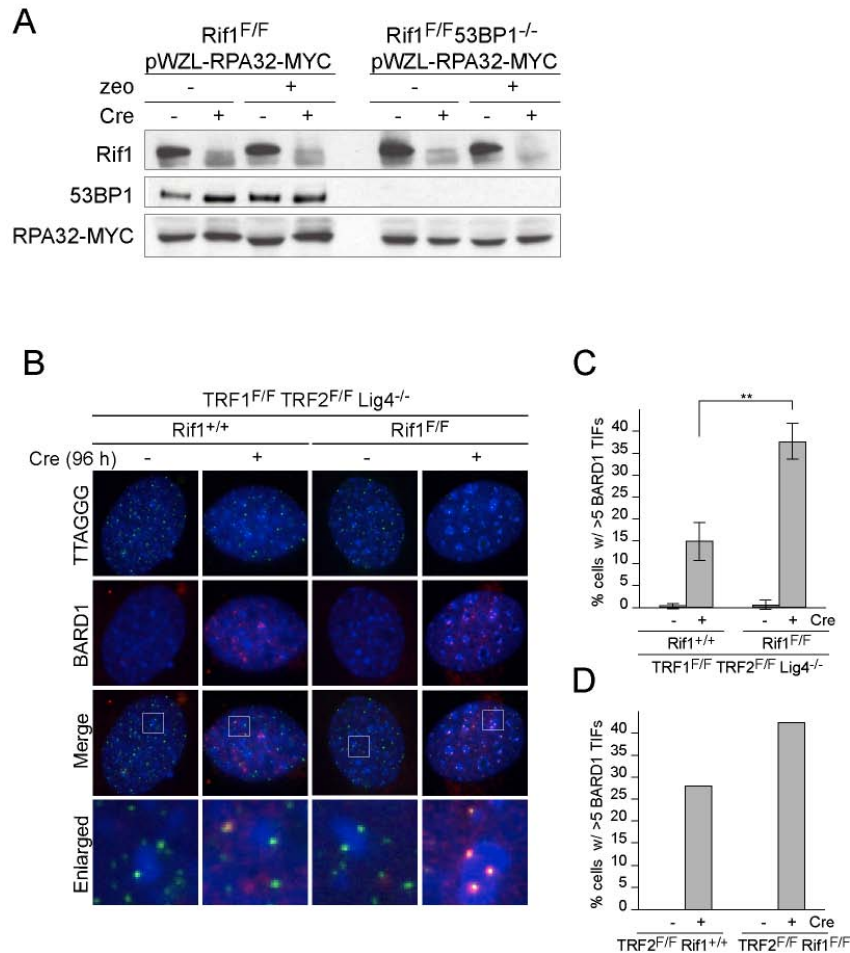 A
Rif1F/F Rif1F/F53BP1-/-
pWZL-RPA32-MYC pWZL-RPA32-MYC
zeo - + - +
Cre - + - + - + - +
Rif1
53BP1
RPA32-MYC
B
TRF1F/F TRF2F/F Lig4-/-
Rif1+/+ Rif1F/F
Cre (96 h) - + - +
TTAGGG
BARD1
Merge
Enlarged
C
**
% cells w/ >5 BARD1 TIFs
40
35
30
25
20
15
10
5
0
- + - + Cre
Rif1+/+ Rif1F/F
TRF1F/F TRF2F/F Lig4-/-
D
% cells w/ >5 BARD1 TIFs
40
35
30
25
20
15
10
5
0
- + - + Cre
TRF2F/F Rif1+/+ TRF2F/F Rif1F/F